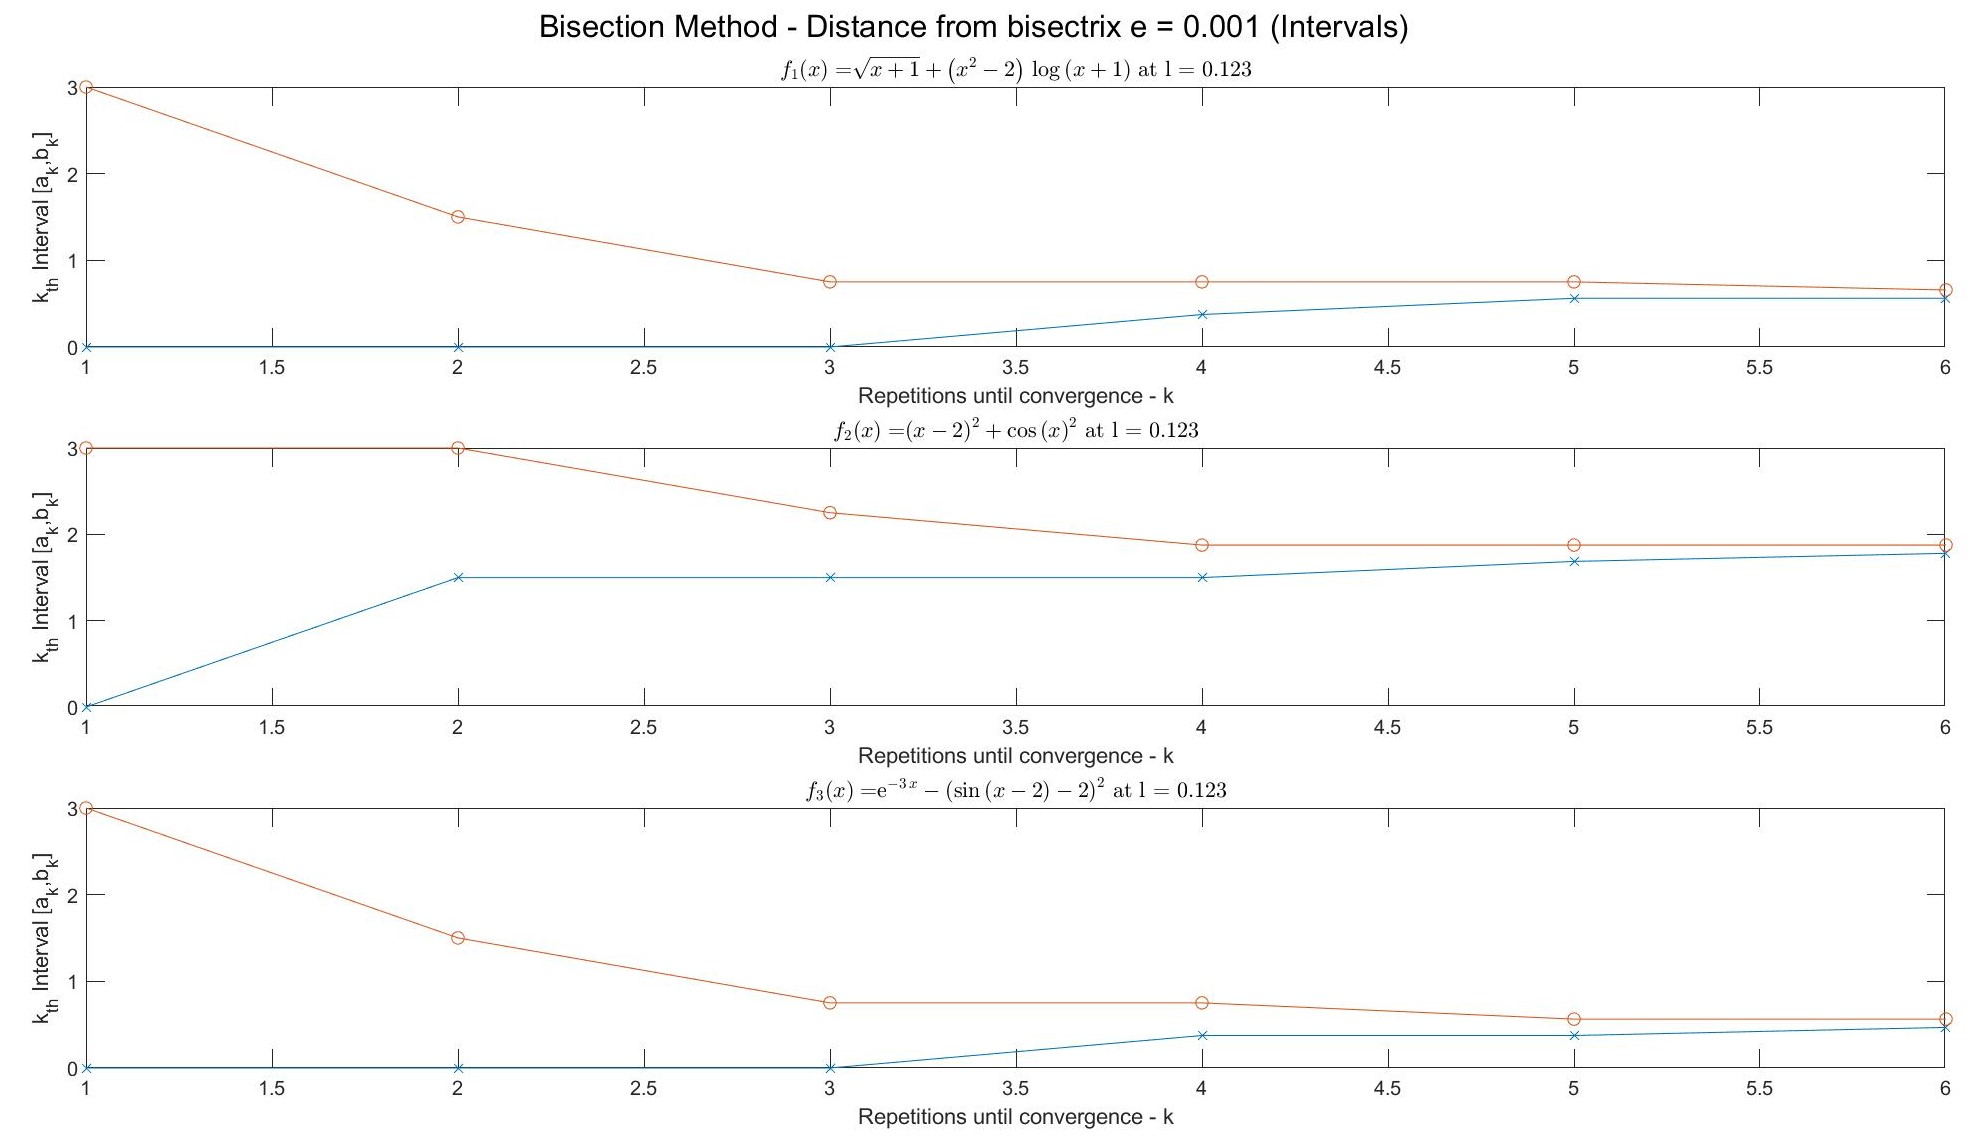 Bisection Method - Distance from bisectrix e = 0.001 (Intervals)
f₁(x) =√(x + 1) + (x² − 2) log (x + 1) at l = 0.123
3
2
1
0
k_th Interval [a_k,b_k]
1 1.5 2 2.5 3 3.5 4 4.5 5 5.5 6
Repetitions until convergence - k
f₂(x) =(x − 2)² + cos (x)² at l = 0.123
3
2
1
0
k_th Interval [a_k,b_k]
1 1.5 2 2.5 3 3.5 4 4.5 5 5.5 6
Repetitions until convergence - k
f₃(x) =e^{−3 x} − (sin (x − 2) − 2)² at l = 0.123
3
2
1
0
k_th Interval [a_k,b_k]
1 1.5 2 2.5 3 3.5 4 4.5 5 5.5 6
Repetitions until convergence - k